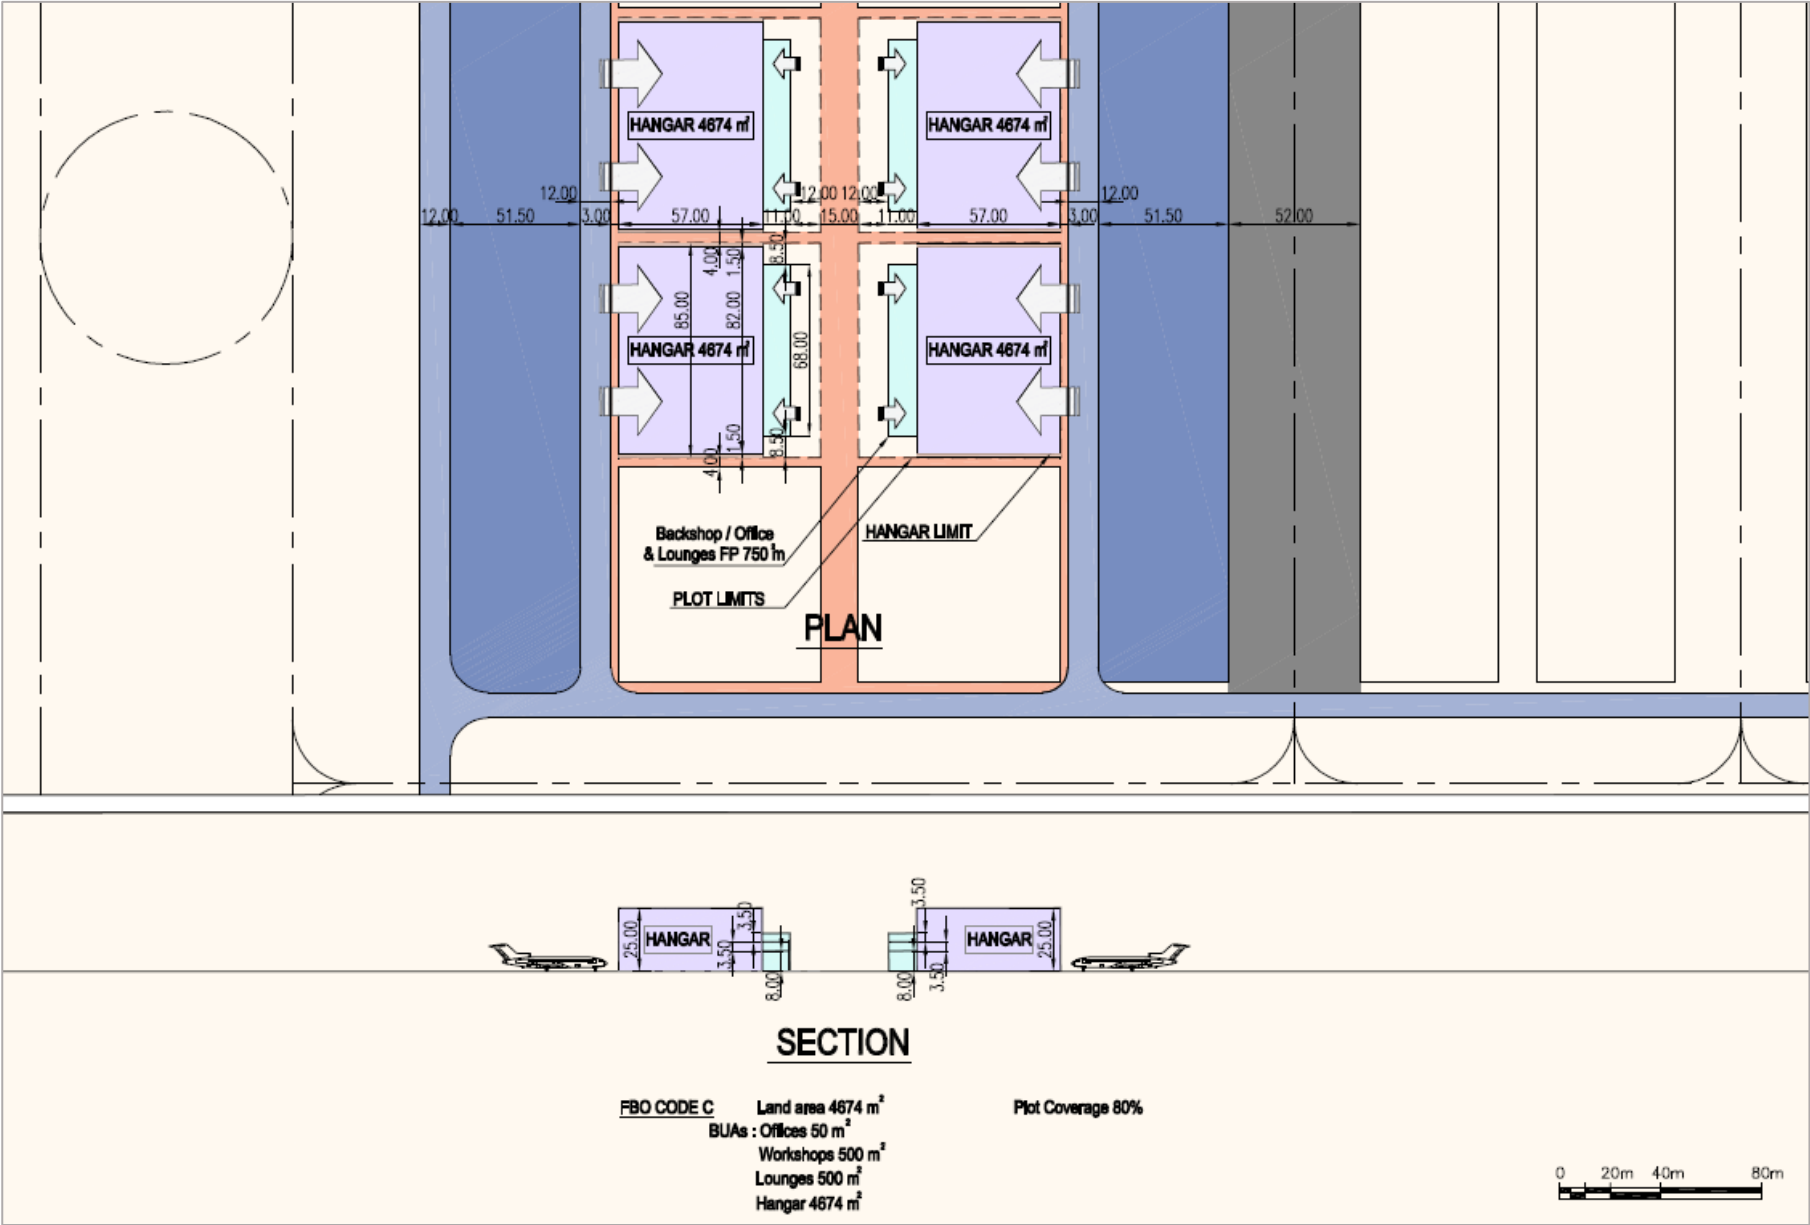 HANGAR 4674 m²
HANGAR 4674 m²
12.00
12.00 12.00
12.00
12.00
51.50
3.00
57.00
11.00
15.00
11.00
57.00
3.00
51.50
52.00
4.00
1.50
8.50
85.00
82.00
68.00
HANGAR 4674 m²
HANGAR 4674 m²
4.00
1.50
8.50
Backshop / Office
& Lounges FP 750 m²
HANGAR LIMIT
PLOT LIMITS
PLAN
25.00
HANGAR
3.50
3.50
8.00
3.50
8.00
3.50
HANGAR
25.00
SECTION
FBO CODE C Land area 4674 m² Plot Coverage 80%
BUAs : Offices 50 m²
Workshops 500 m²
Lounges 500 m²
Hangar 4674 m²
0 20m 40m 80m